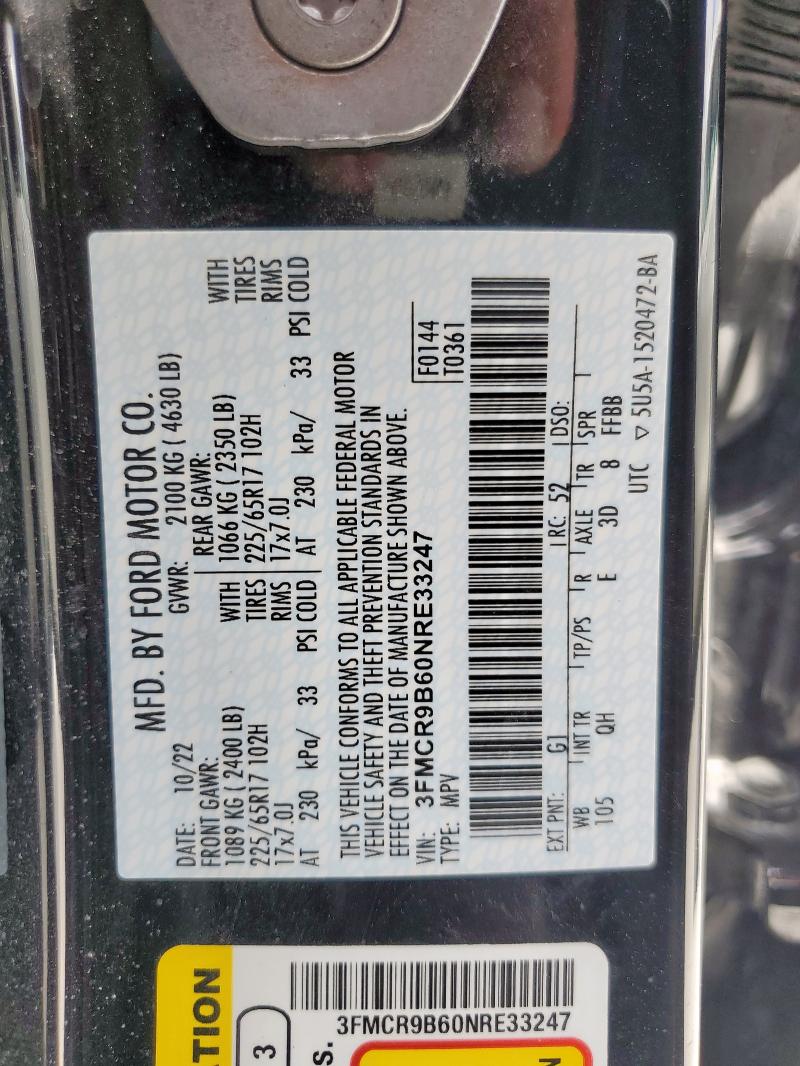 MFD. BY FORD MOTOR CO.
DATE: 10/22 GVWR: 2100 KG ( 4630 LB)
FRONT GAWR: REAR GAWR:
1089 KG ( 2400 LB) WITH 1066 KG ( 2350 LB) WITH
225/65R17 102H TIRES 225/65R17 102H TIRES
17x7.0J RIMS 17x7.0J RIMS
AT 230 kPa/ 33 PSI COLD AT 230 kPa/ 33 PSI COLD
THIS VEHICLE CONFORMS TO ALL APPLICABLE FEDERAL MOTOR
VEHICLE SAFETY AND THEFT PREVENTION STANDARDS IN
EFFECT ON THE DATE OF MANUFACTURE SHOWN ABOVE.
VIN: 3FMCR9B60NRE33247 F0144
TYPE: MPV T0361
EXT PNT: G1 RC: 52 DSO:
WB INT TR TP/PS R AXLE TR SPR
105 QH E 3D 8 FFBB
UTC ▽ 5U5A-1520472-BA
TION
3
S.
3FMCR9B60NRE33247
N